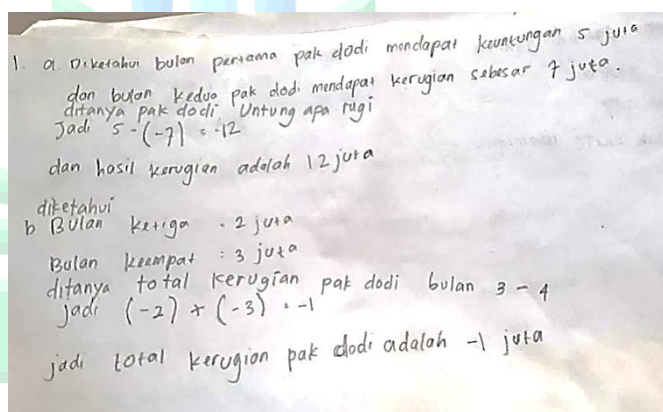 1. a. Diketahui bulan pertama pak dodi mendapat keuntungan 5 juta
dan bulan kedua pak dodi mendapat kerugian sebesar 7 juta.
ditanya pak dodi Untung apa rugi
Jadi 5 - (-7) = -12
dan hasil kerugian adalah 12 juta
diketahui
b Bulan ketiga : 2 juta
Bulan keempat : 3 juta
ditanya total kerugian pak dodi bulan 3 - 4
jadi (-2) + (-3) = -1
jadi total kerugian pak dodi adalah -1 juta